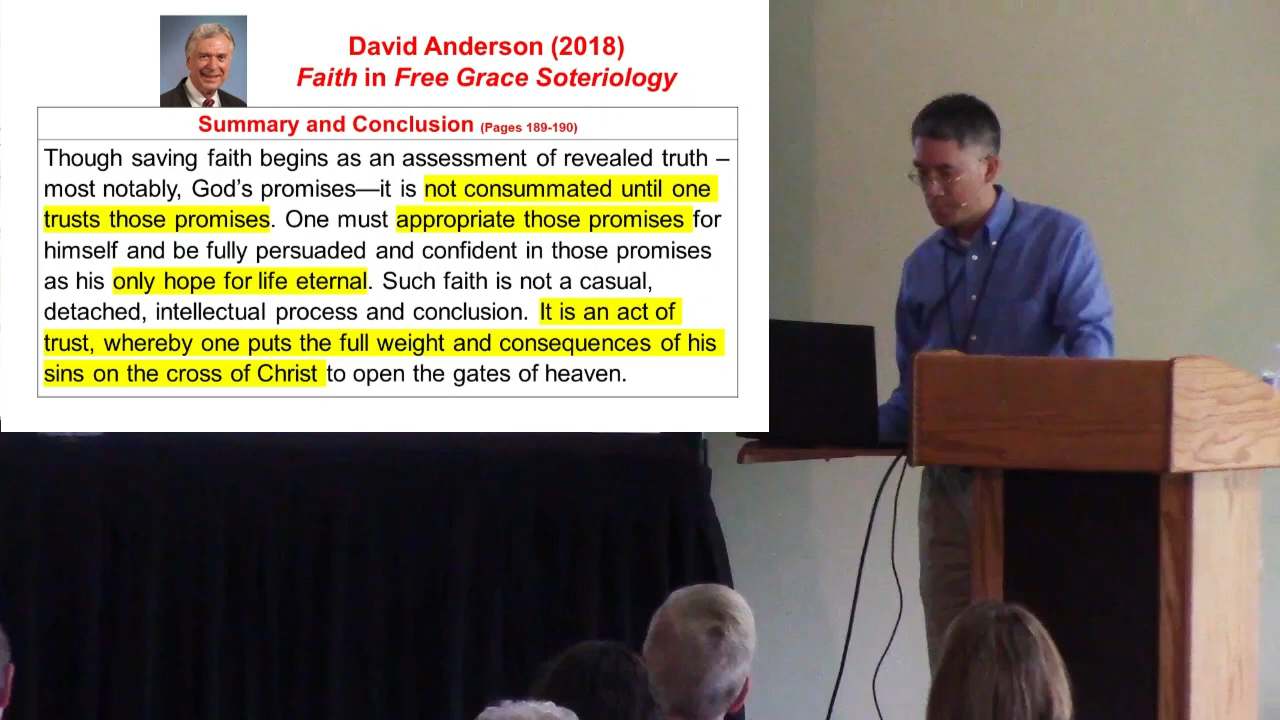 David Anderson (2018)
Faith in Free Grace Soteriology
Summary and Conclusion (Pages 189-190)
Though saving faith begins as an assessment of revealed truth –
most notably, God’s promises—it is not consummated until one
trusts those promises. One must appropriate those promises for
himself and be fully persuaded and confident in those promises
as his only hope for life eternal. Such faith is not a casual,
detached, intellectual process and conclusion. It is an act of
trust, whereby one puts the full weight and consequences of his
sins on the cross of Christ to open the gates of heaven.